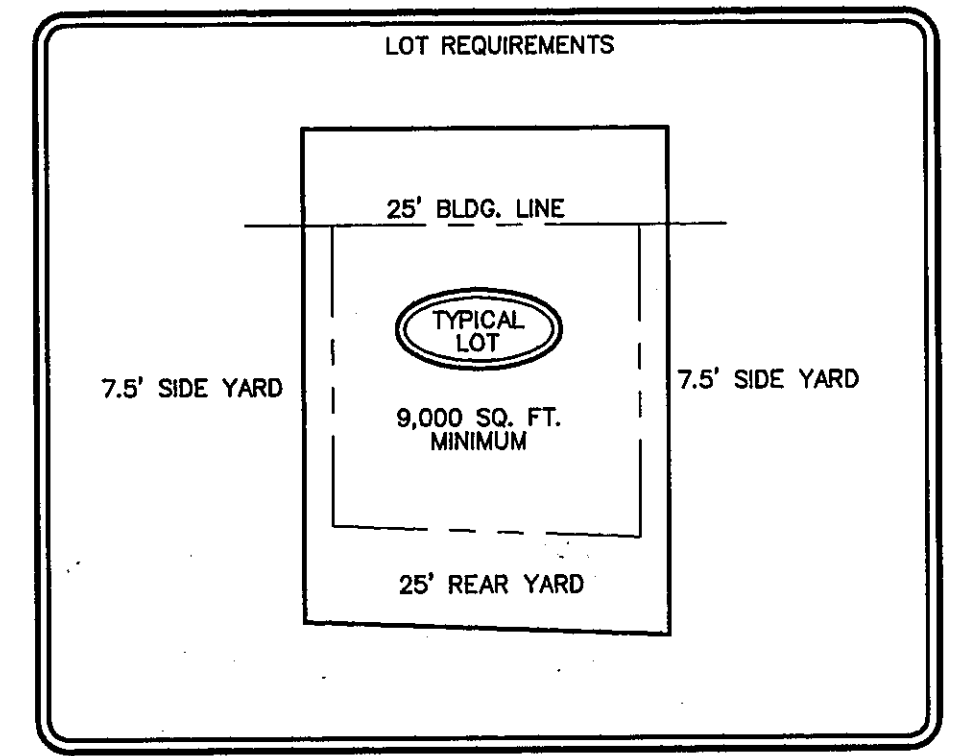 LOT REQUIREMENTS
25' BLDG. LINE
TYPICAL
LOT
7.5' SIDE YARD
7.5' SIDE YARD
9,000 SQ. FT.
MINIMUM
25' REAR YARD